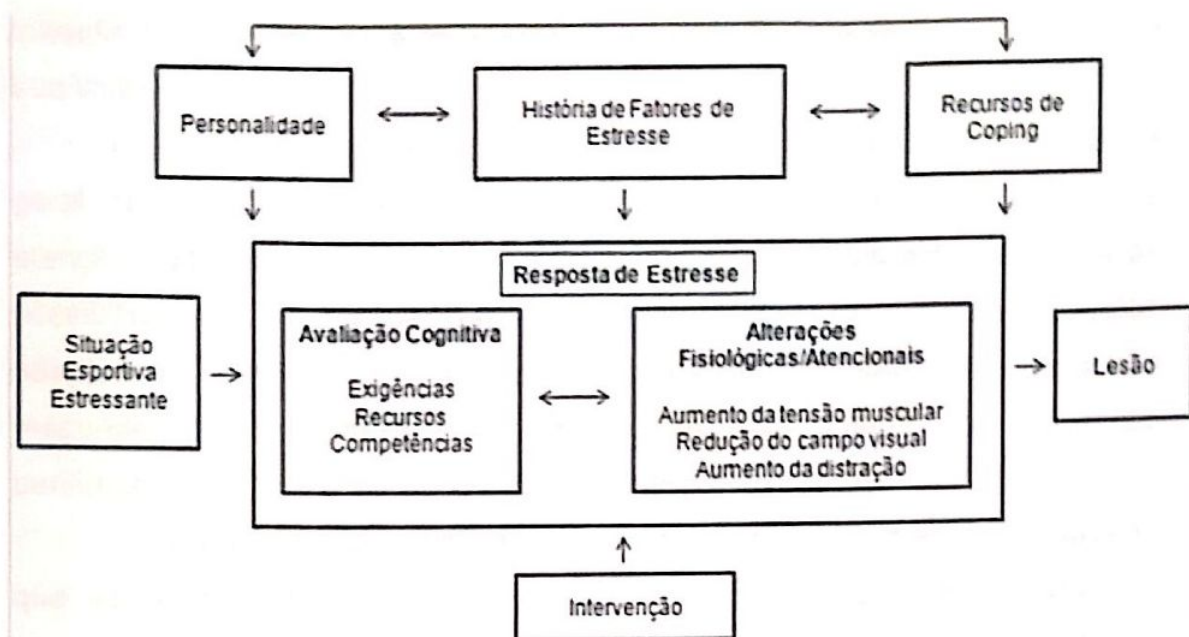 Personalidade
História de Fatores de
Estresse
Recursos de
Coping
Resposta de Estresse
Situação
Esportiva
Estressante
Avaliação Cognitiva
Exigências
Recursos
Competências
Alterações
Fisiológicas/Atencionais
Aumento da tensão muscular
Redução do campo visual
Aumento da distração
Lesão
Intervenção